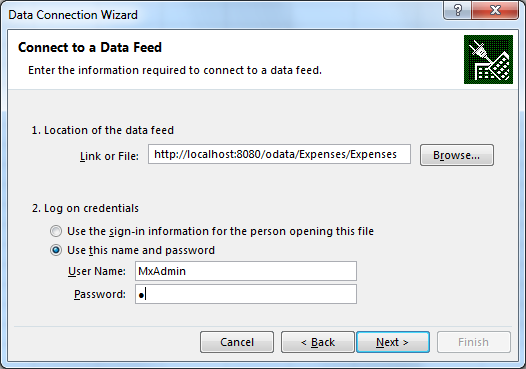 Data Connection Wizard
Connect to a Data Feed
Enter the information required to connect to a data feed.
1. Location of the data feed
Link or File: http://localhost:8080/odata/Expenses/Expenses Browse...
2. Log on credentials
Use the sign-in information for the person opening this file
Use this name and password
User Name: MxAdmin
Password: ●
Cancel < Back Next > Finish